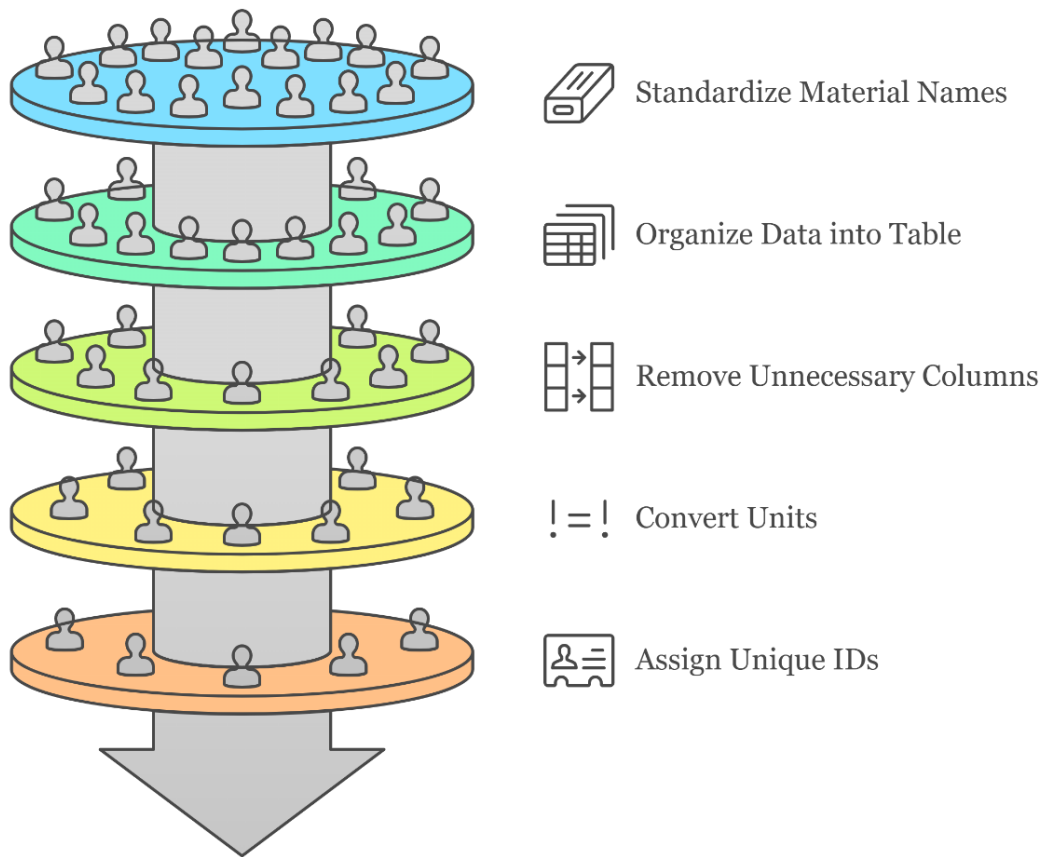 Standardize Material Names
Organize Data into Table
Remove Unnecessary Columns
Convert Units
Assign Unique IDs